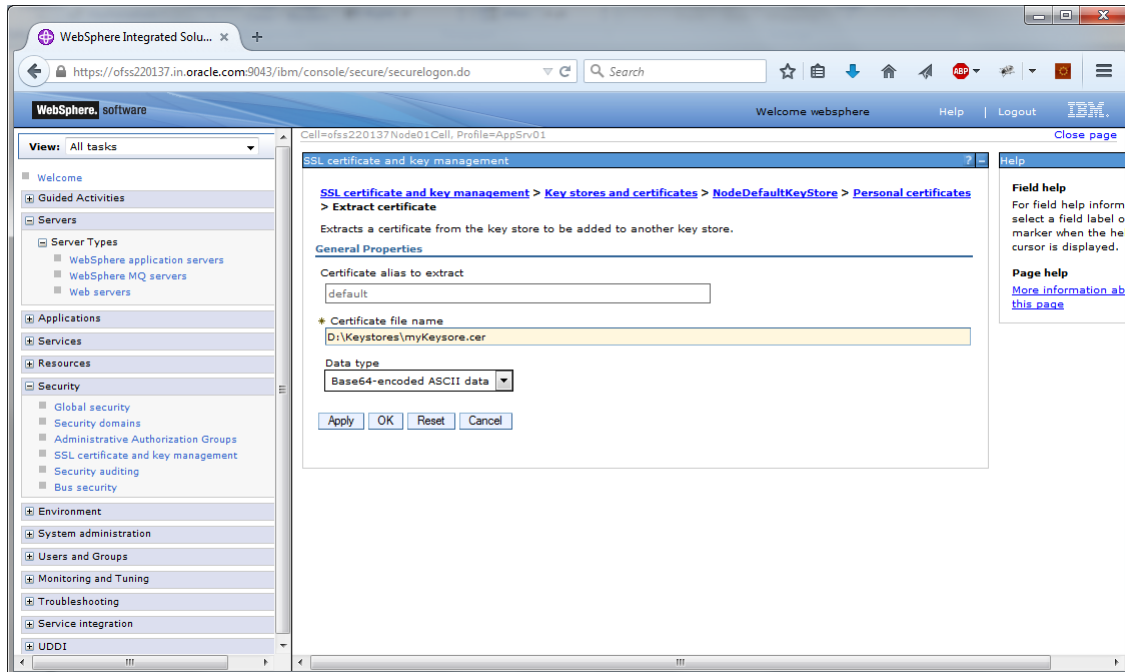 WebSphere Integrated Solu...
https://ofss220137.in.oracle.com:9043/ibm/console/secure/securelogon.do
Search
ABP
WebSphere. software
Welcome websphere
Help | Logout
IBM.
View: All tasks
Welcome
Guided Activities
Servers
Server Types
WebSphere application servers
WebSphere MQ servers
Web servers
Applications
Services
Resources
Security
Global security
Security domains
Administrative Authorization Groups
SSL certificate and key management
Security auditing
Bus security
Environment
System administration
Users and Groups
Monitoring and Tuning
Troubleshooting
Service integration
UDDI
Cell=ofss220137Node01Cell, Profile=AppSrv01
Close page
SSL certificate and key management
? -
SSL certificate and key management > Key stores and certificates > NodeDefaultKeyStore > Personal certificates
> Extract certificate
Extracts a certificate from the key store to be added to another key store.
General Properties
Certificate alias to extract
default
Certificate file name
D:\Keystores\myKeysore.cer
Data type
Base64-encoded ASCII data
Apply OK Reset Cancel
Help
Field help
For field help inform
select a field label o
marker when the he
cursor is displayed.
Page help
More information ab
this page